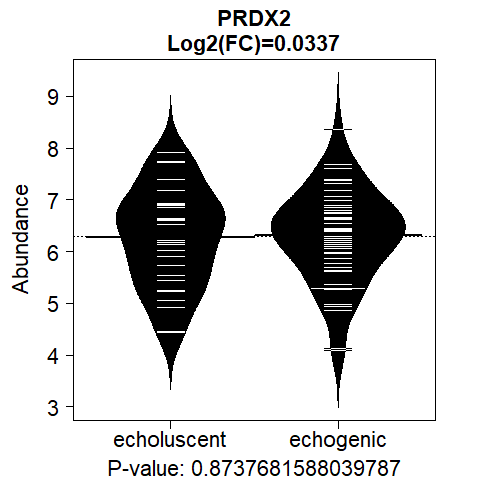 PRDX2
Log2(FC)=0.0337
Abundance
9
8
7
6
5
4
3
echoluscent echogenic
P-value: 0.8737681588039787